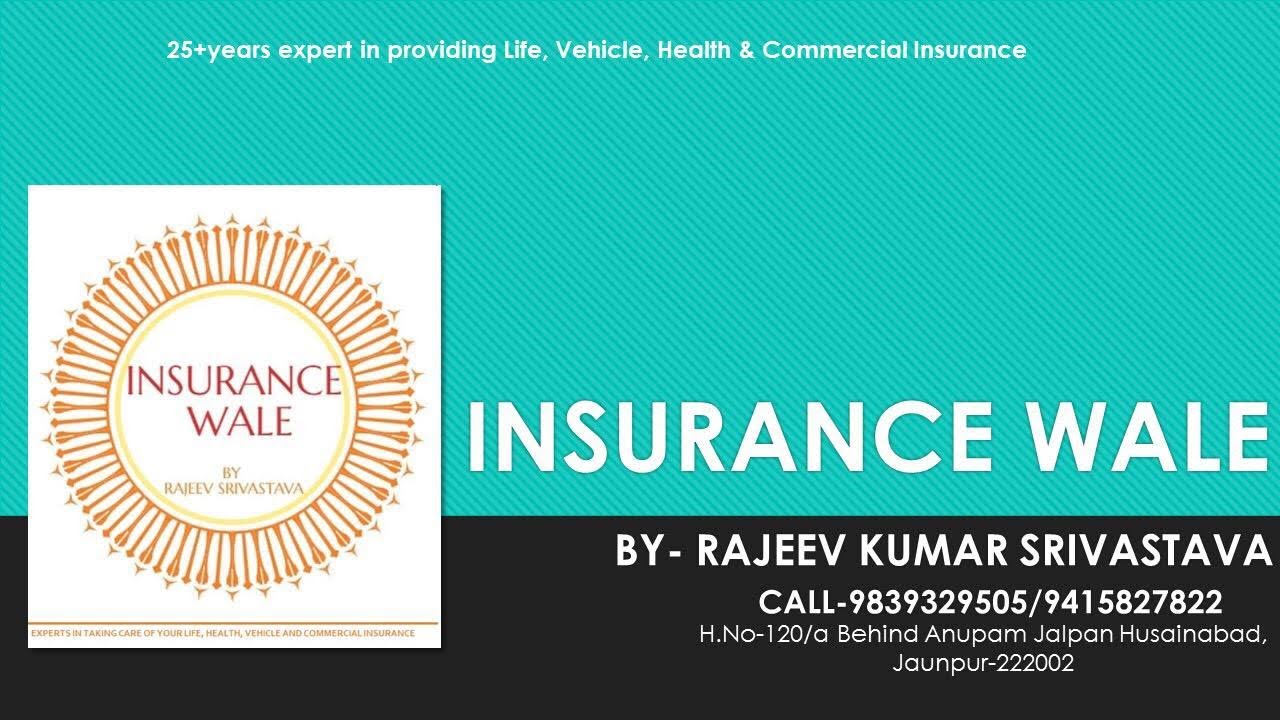 25+years expert in providing Life, Vehicle, Health & Commercial Insurance
INSURANCE
WALE
BY
RAJEEV SRIVASTAVA
EXPERTS IN TAKING CARE OF YOUR LIFE, HEALTH, VEHICLE AND COMMERCIAL INSURANCE
INSURANCE WALE
BY- RAJEEV KUMAR SRIVASTAVA
CALL-9839329505/9415827822
H.No-120/a Behind Anupam Jalpan Husainabad,
Jaunpur-222002